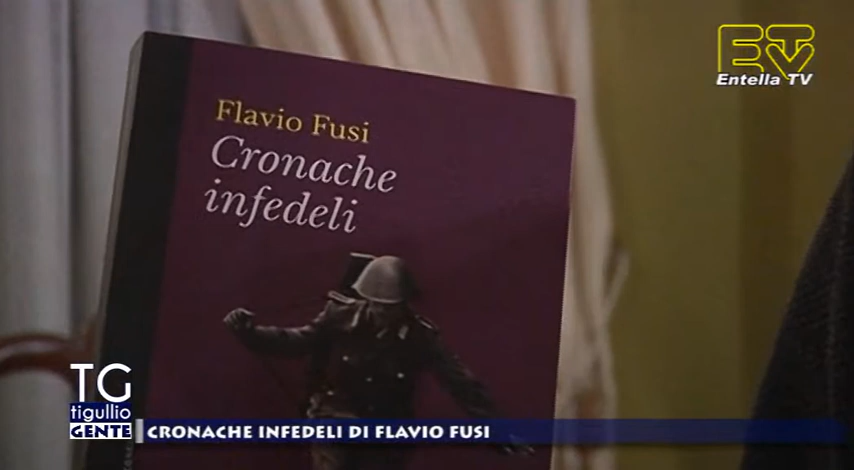 ETV
Entella TV
Flavio Fusi
Cronache
infedeli
TG
tigullio
GENTE
CRONACHE INFEDELI DI FLAVIO FUSI